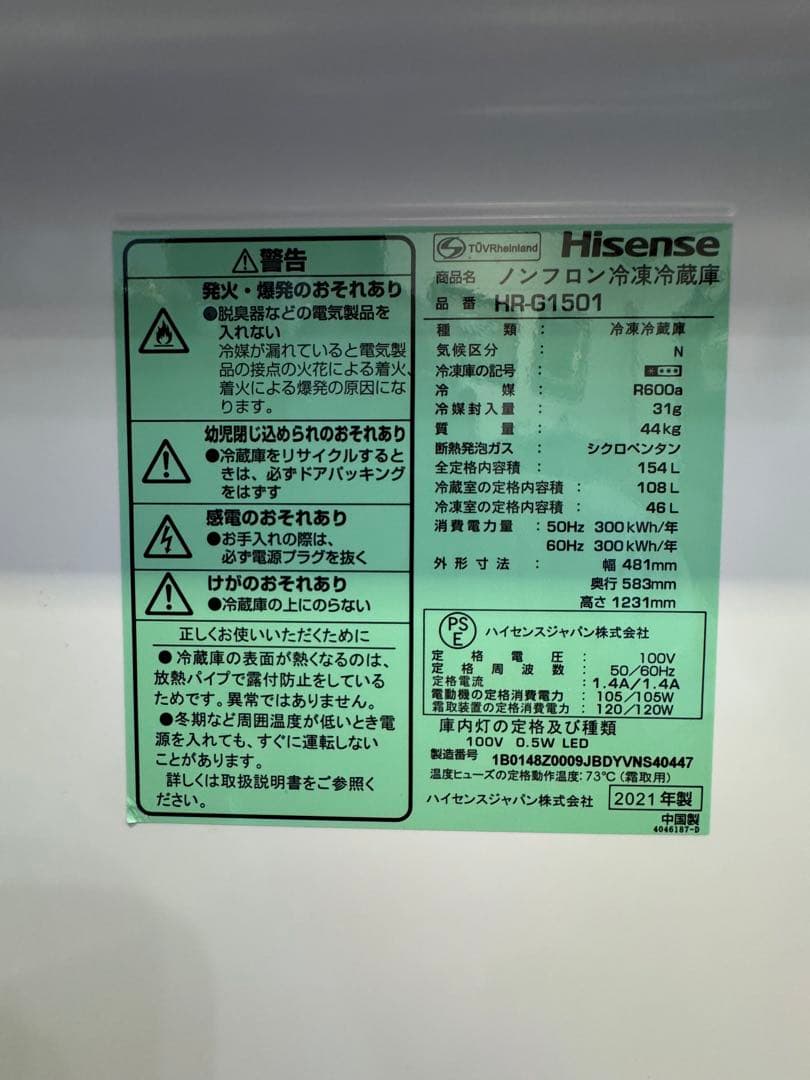 ⚠警告
発火・爆発のおそれあり
●脱臭器などの電気製品を
入れない
冷媒が漏れていると電気製
品の接点の火花による着火、
着火による爆発の原因にな
ります。
幼児閉じ込められのおそれあり
●冷蔵庫をリサイクルすると
きは、必ずドアパッキング
をはずす
感電のおそれあり
●お手入れの際は、
必ず電源プラグを抜く
けがのおそれあり
●冷蔵庫の上にのらない
正しくお使いいただくために
●冷蔵庫の表面が熱くなるのは、
放熱パイプで露付防止をしている
ためです。異常ではありません。
●冬期など周囲温度が低いとき電
源を入れても、すぐに運転しない
ことがあります。
詳しくは取扱説明書をご参照く
ださい。
TÜVRheinland Hisense
商品名 ノンフロン冷凍冷蔵庫
品番 HR-G1501
種類 : 冷凍冷蔵庫
気候区分 : N
冷凍庫の記号 :
冷媒 : R600a
冷媒封入量 : 31g
質量 : 44kg
断熱発泡ガス : シクロペンタン
全定格内容積 : 154L
冷蔵室の定格内容積 : 108L
冷凍室の定格内容積 : 46L
消費電力量 : 50Hz 300kWh/年
60Hz 300kWh/年
外形寸法 : 幅 481mm
奥行 583mm
高さ 1231mm
PSE ハイセンスジャパン株式会社
定格電圧 : 100V
定格周波数 : 50/60Hz
定格電流 : 1.4A/1.4A
電動機の定格消費電力 : 105/105W
霜取装置の定格消費電力 : 120/120W
庫内灯の定格及び種類
100V 0.5W LED
製造番号 1B0148Z0009JBDYVNS40447
温度ヒューズの定格動作温度:73℃(霜取用)
ハイセンスジャパン株式会社 2021年製
中国製
4046187-D